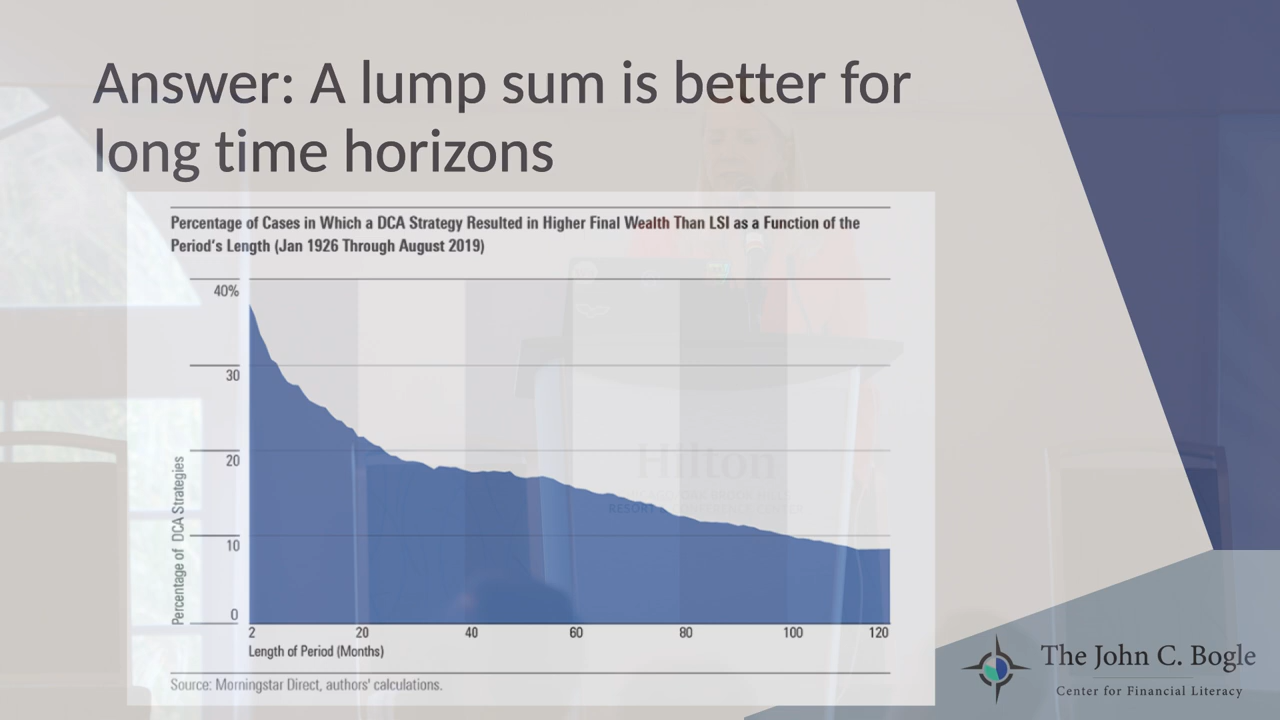 Answer: A lump sum is better for
long time horizons
Percentage of Cases in Which a DCA Strategy Resulted in Higher Final Wealth Than LSI as a Function of the
Period's Length (Jan 1926 Through August 2019)
40%
30
20
10
0
Percentage of DCA Strategies
2 20 40 60 80 100 120
Length of Period (Months)
Source: Morningstar Direct, authors' calculations.
Hilton
RESORT
The John C. Bogle
Center for Financial Literacy